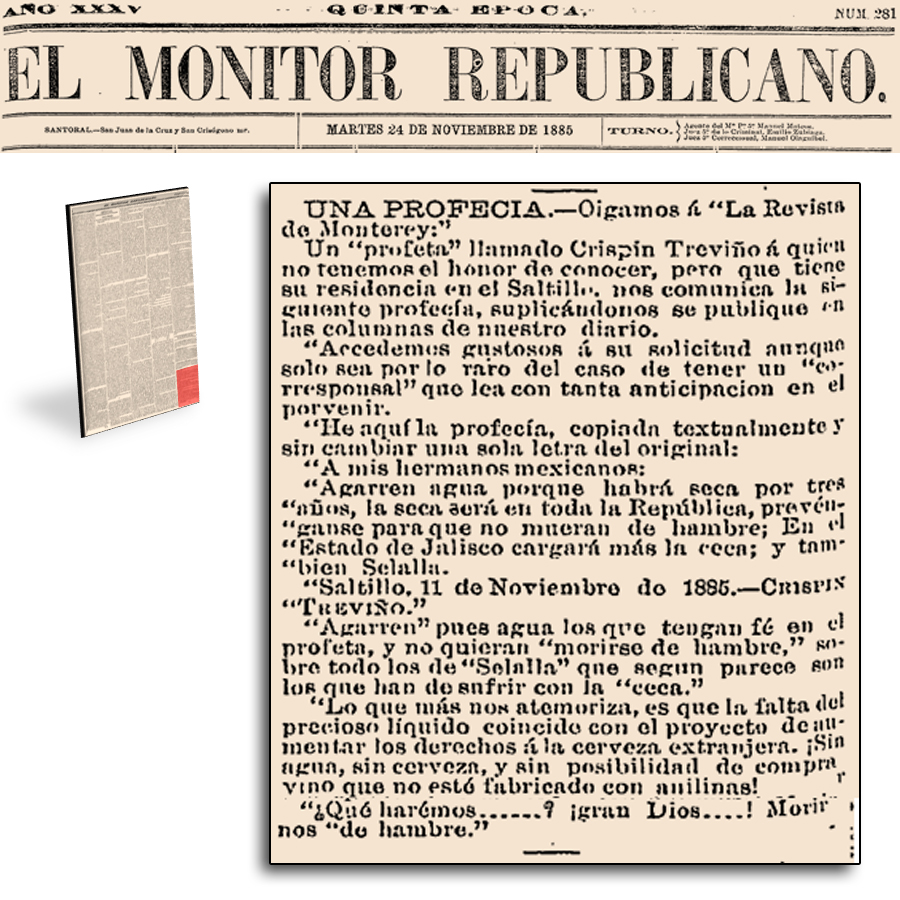 AÑO XXXV QUINTA EPOCA. NUM. 281
EL MONITOR REPUBLICANO.
SANTORAL.—San Juan de la Cruz y San Crisógono mr.
MARTES 24 DE NOVIEMBRE DE 1885
TURNO.
UNA PROFECIA.—Oigamos á “La Revista
de Monterey:”
Un “profeta” llamado Crispin Treviño á quien
no tenemos el honor de conocer, pero que tiene
su residencia en el Saltillo, nos comunica la si-
guiente profecía, suplicándonos se publique en
las columnas de nuestro diario.
“Accedemos gustosos á su solicitud aunque
solo sea por lo raro del caso de tener un “co-
rresponsal” que lea con tanta anticipacion en el
porvenir.
“He aquí la profecía, copiada textualmente y
sin cambiar una sola letra del original:
“A mis hermanos mexicanos:
“Agarren agua porque habrá seca por tres
“años, la seca será en toda la República, prevén-
“ganse para que no mueran de hambre; En el
“Estado de Jalisco cargará más la ceca; y tam-
“bien Selalla.
“Saltillo, 11 de Noviembre de 1885.—CRISPIN
“TREVIÑO.”
“Agarren” pues agua los que tengan fé en el
profeta, y no quieran “morirse de hambre,” so-
bre todo los de “Selalla” que segun parece son
los que han de sufrir con la “ceca.”
“Lo que más nos atemoriza, es que la falta del
precioso líquido coincide con el proyecto de au-
mentar los derechos á la cerveza extranjera. ¡Sin
agua, sin cerveza, y sin posibilidad de comprar
vino que no esté fabricado con anilinas!
“¿Qué harémos......? ¡gran Dios....! Morir
nos “de hambre.”